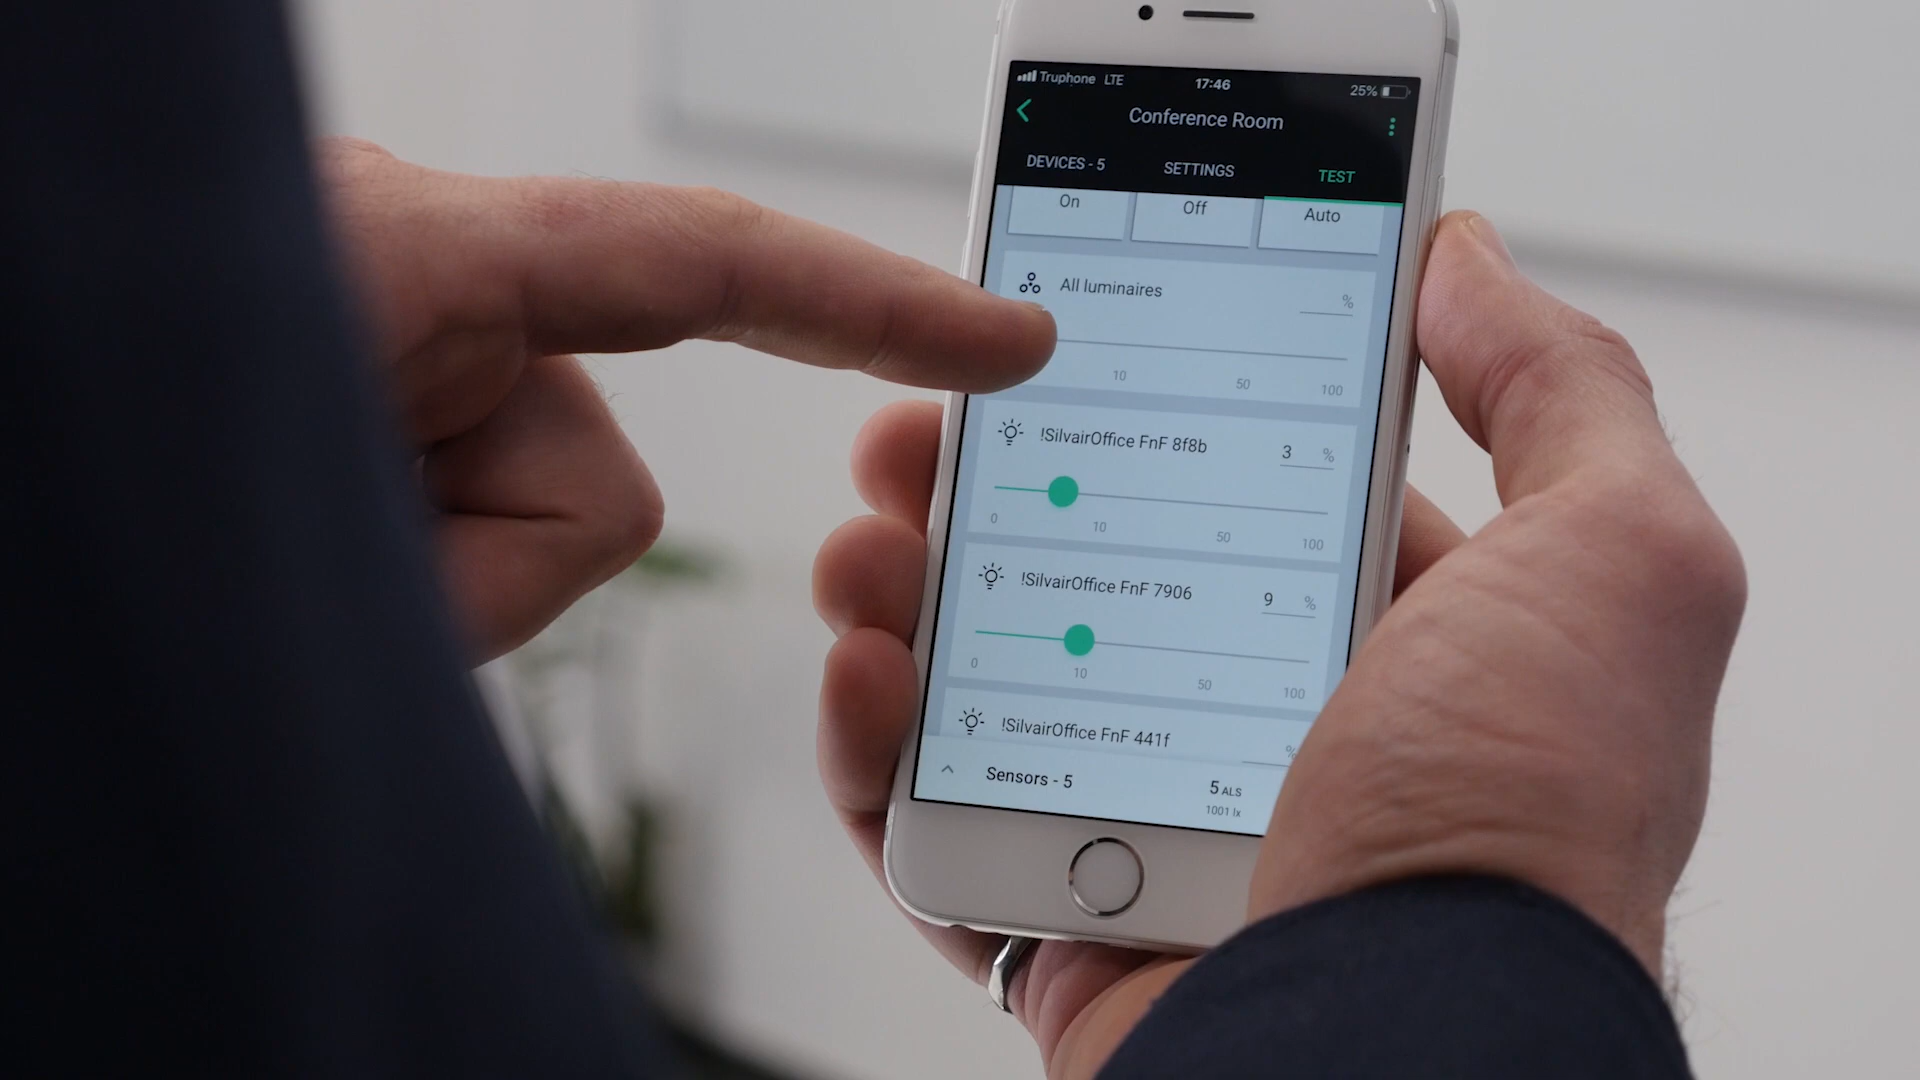 Truphone LTE 17:46 25%
Conference Room
DEVICES - 5 SETTINGS TEST
On Off Auto
All luminaires %
10 50 100
!SilvairOffice FnF 8f8b 3 %
0 10 50 100
!SilvairOffice FnF 7906 9 %
0 10 50 100
!SilvairOffice FnF 441f %
Sensors - 5 5 ALS
1001 lx